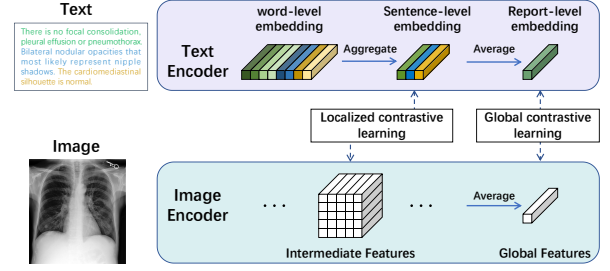 Text
There is no focal consolidation,
pleural effusion or pneumothorax
Bilateral nodular opacities that
most likely represent nipple
shadows. The cardiomediastinal
silhouette is normal
word-level
embedding
Sentence-level
embedding
Report-level
embedding
Text
Encoder
Aggregate
Average
Localized contrastive
learning
Global contrastive
learning
Image
Image
Encoder
. . .
. . .
Average
Intermediate Features
Global Features